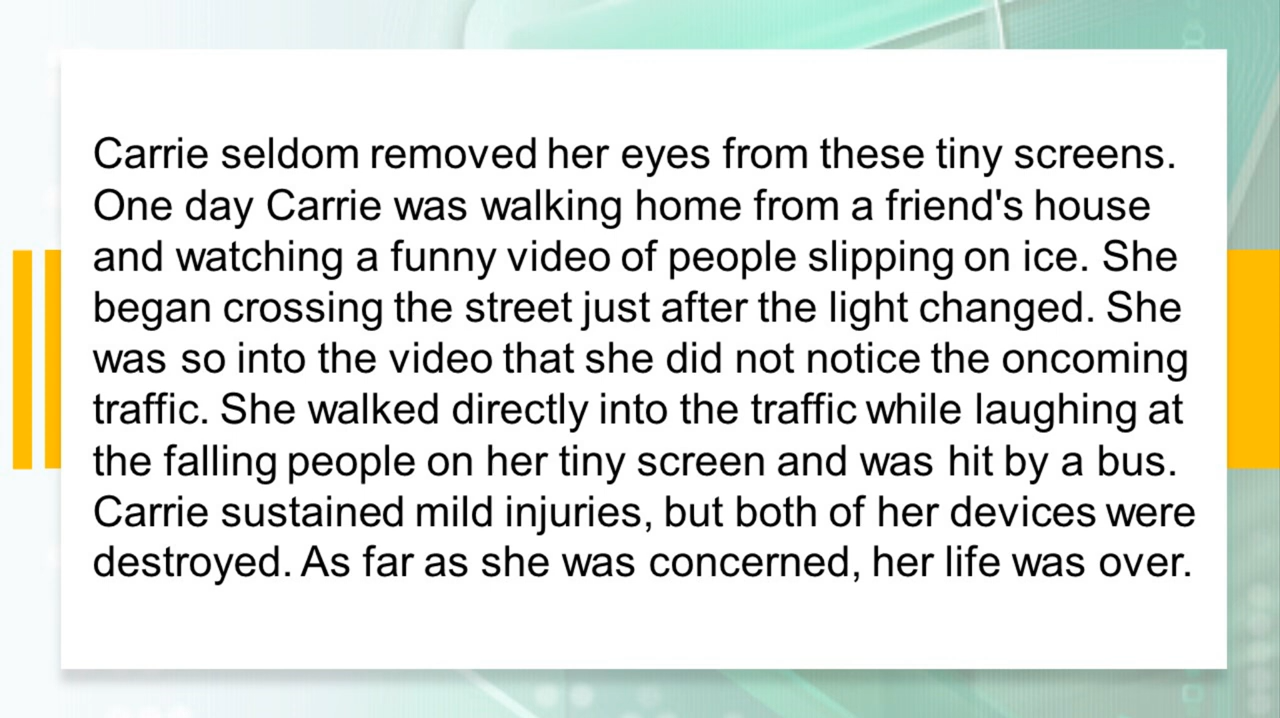 Carrie seldom removed her eyes from these tiny screens.
One day Carrie was walking home from a friend's house
and watching a funny video of people slipping on ice. She
began crossing the street just after the light changed. She
was so into the video that she did not notice the oncoming
traffic. She walked directly into the traffic while laughing at
the falling people on her tiny screen and was hit by a bus.
Carrie sustained mild injuries, but both of her devices were
destroyed. As far as she was concerned, her life was over.